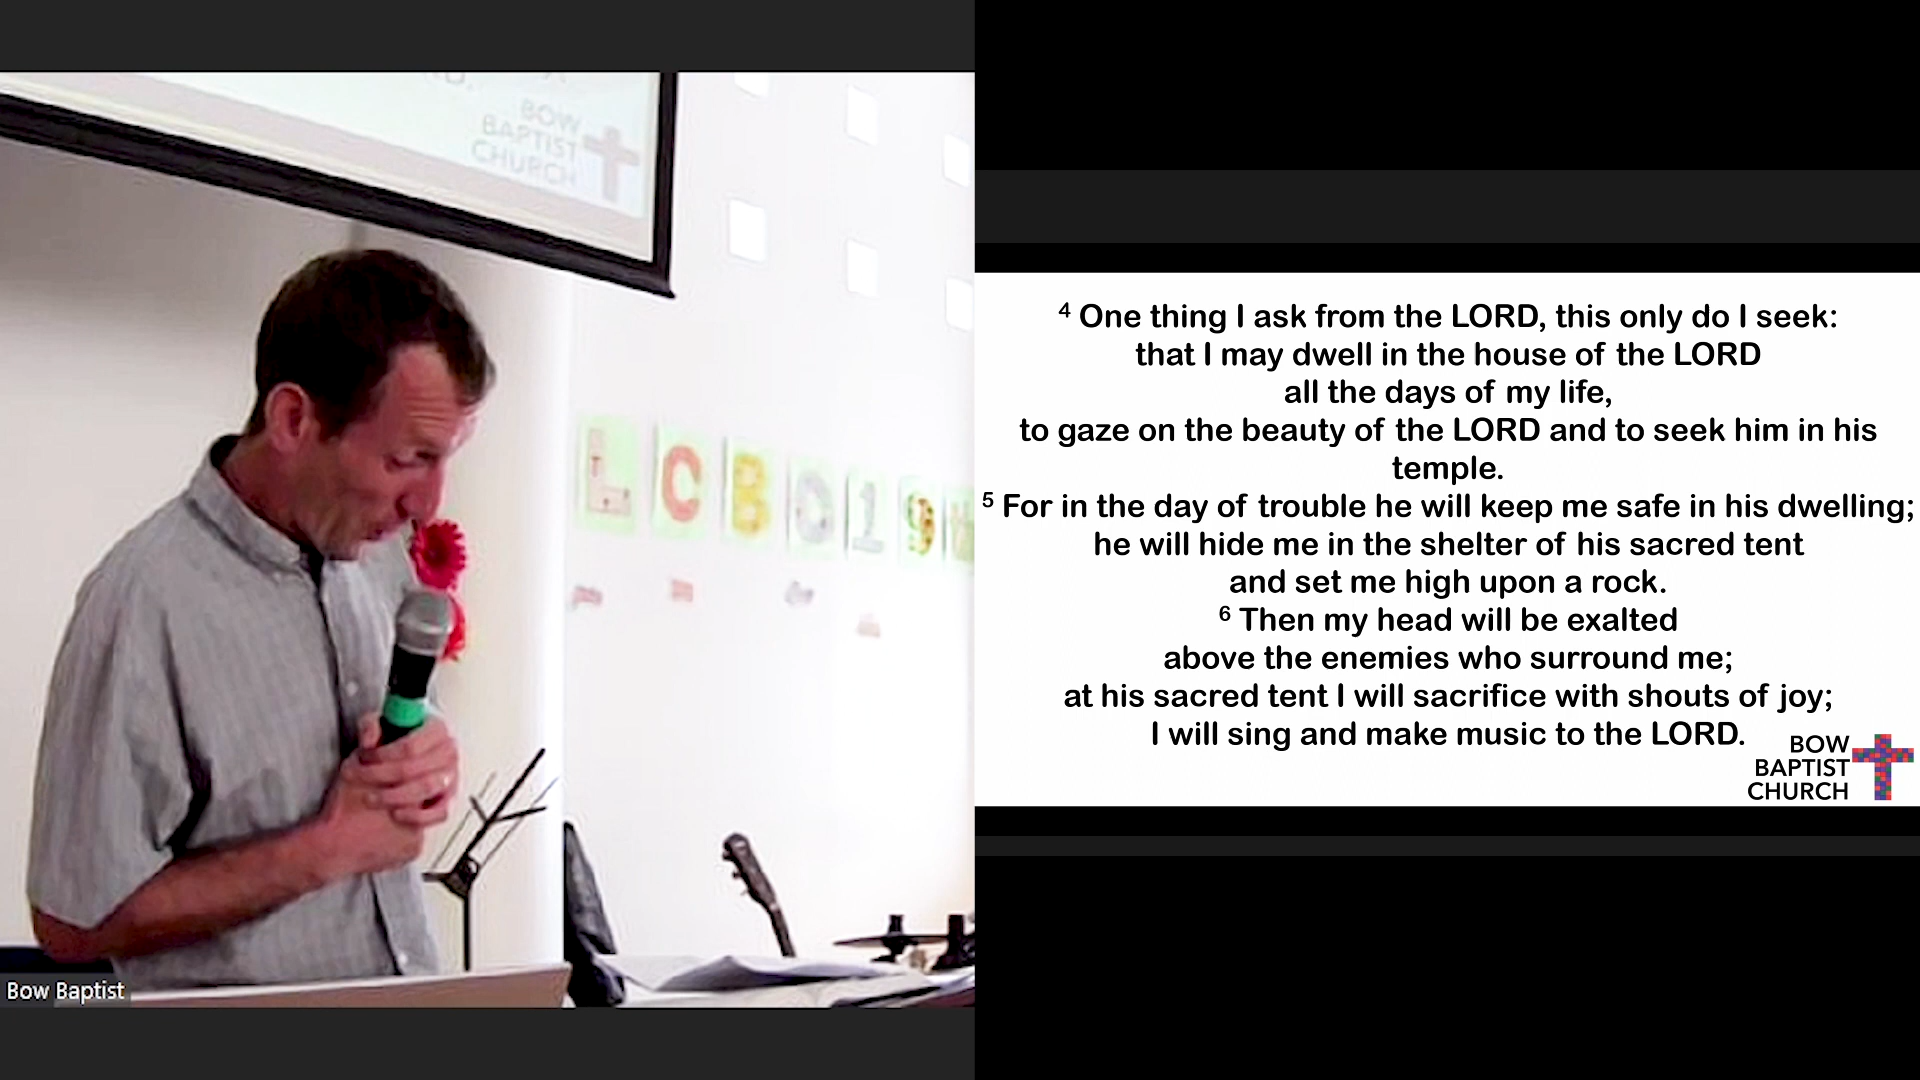 BOW
BAPTIST
CHURCH
L C B C 1 9
Bow Baptist
⁴ One thing I ask from the LORD, this only do I seek:
that I may dwell in the house of the LORD
all the days of my life,
to gaze on the beauty of the LORD and to seek him in his
temple.
⁵ For in the day of trouble he will keep me safe in his dwelling;
he will hide me in the shelter of his sacred tent
and set me high upon a rock.
⁶ Then my head will be exalted
above the enemies who surround me;
at his sacred tent I will sacrifice with shouts of joy;
I will sing and make music to the LORD.
BOW
BAPTIST
CHURCH